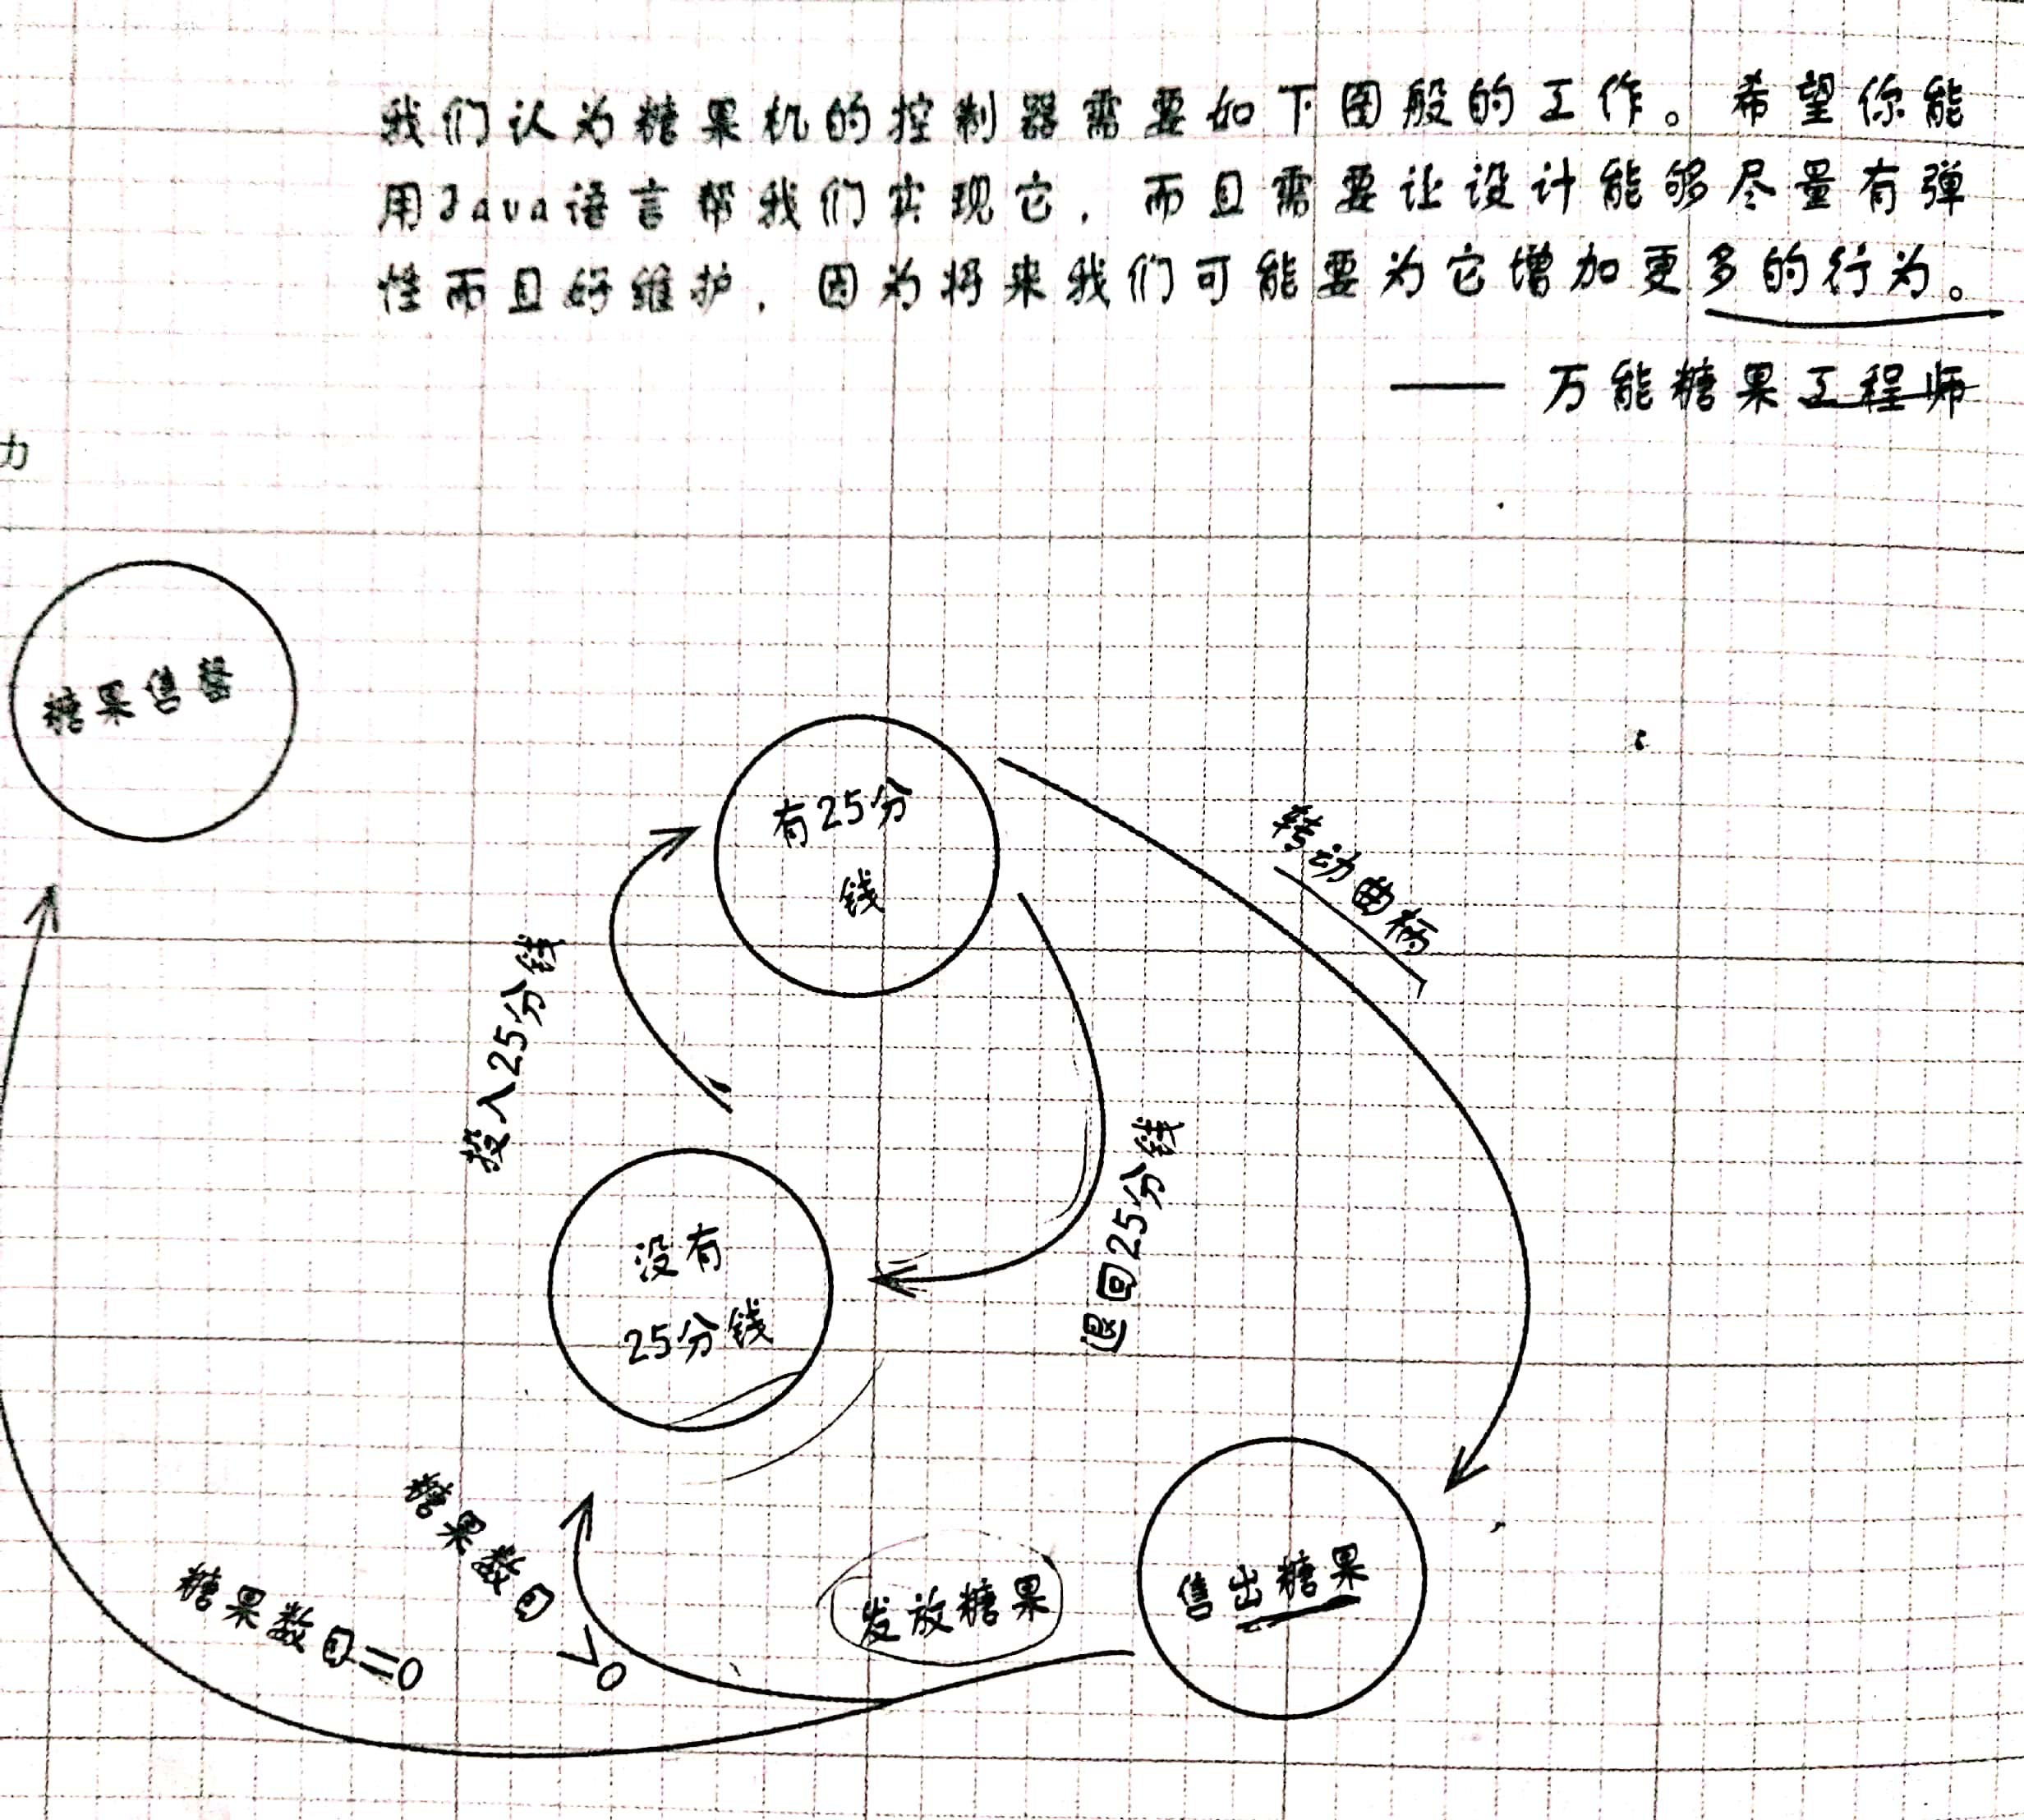 我们认为糖果机的控制器需要如下图般的工作。希望你能
用Java语言帮我们实现它，而且需要让设计能够尽量有弹
性而且好维护，因为将来我们可能要为它增加更多的行为。
—— 万能糖果工程师
力
糖果售罄
有25分
钱
转动曲柄
投入25分钱
退回25分钱
没有
25分钱
糖果数目>0
糖果数目=0
发放糖果
售出糖果